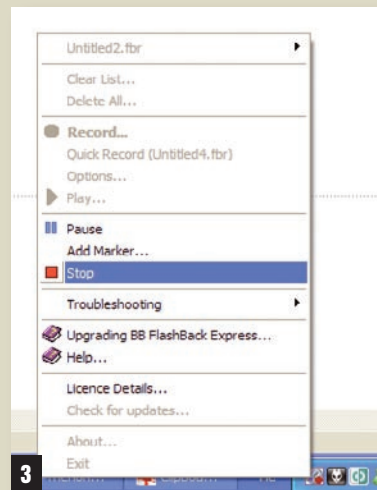 Untitled2.fbr
Clear List...
Delete All...
Record...
Quick Record (Untitled4.fbr)
Options...
Play...
Pause
Add Marker...
Stop
Troubleshooting
Upgrading BB FlashBack Express...
Help...
Licence Details...
Check for updates...
About...
Exit
3